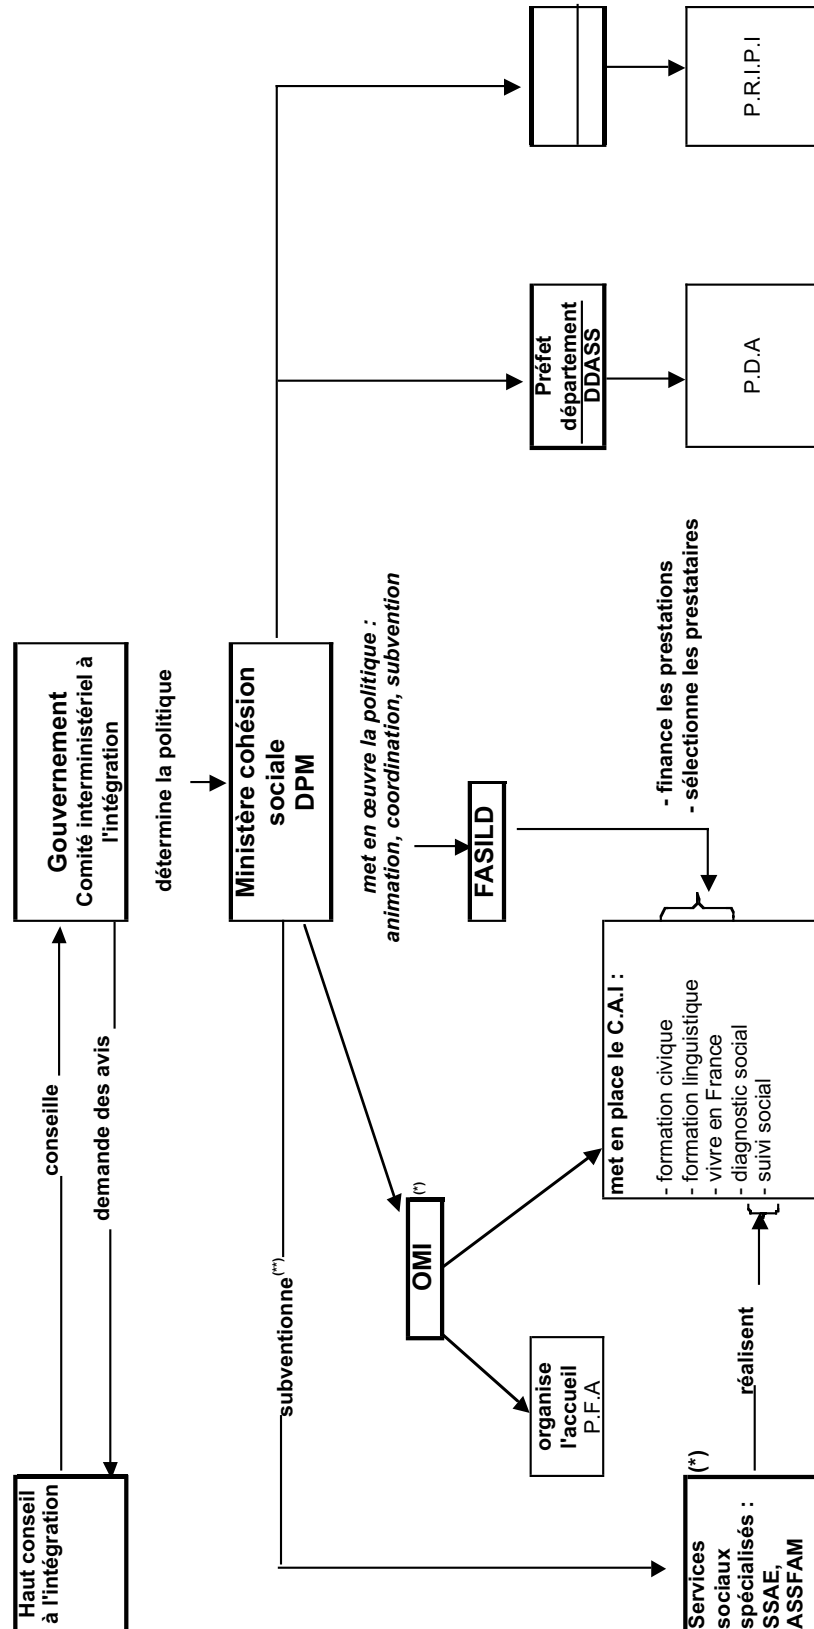 Haut conseil
à l'intégration
conseille
demande des avis
Gouvernement
Comité interministériel à
l'intégration
détermine la politique
Ministère cohésion
sociale
DPM
subventionne(**)
met en œuvre la politique :
animation, coordination, subvention
OMI
(*)
FASILD
Préfet
département
DDASS
organise
l'accueil
P.F.A
met en place le C.A.I :
- formation civique
- formation linguistique
- vivre en France
- diagnostic social
- suivi social
- finance les prestations
- sélectionne les prestataires
P.D.A
P.R.I.P.I
Services
sociaux
spécialisés :
SSAE,
ASSFAM
(*)
réalisent